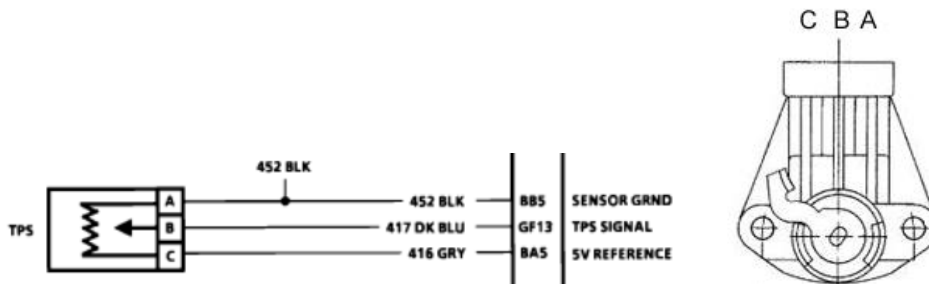 C B A
452 BLK
A 452 BLK BB5 SENSOR GRND
TPS B 417 DK BLU GF13 TPS SIGNAL
C 416 GRY BA5 5V REFERENCE